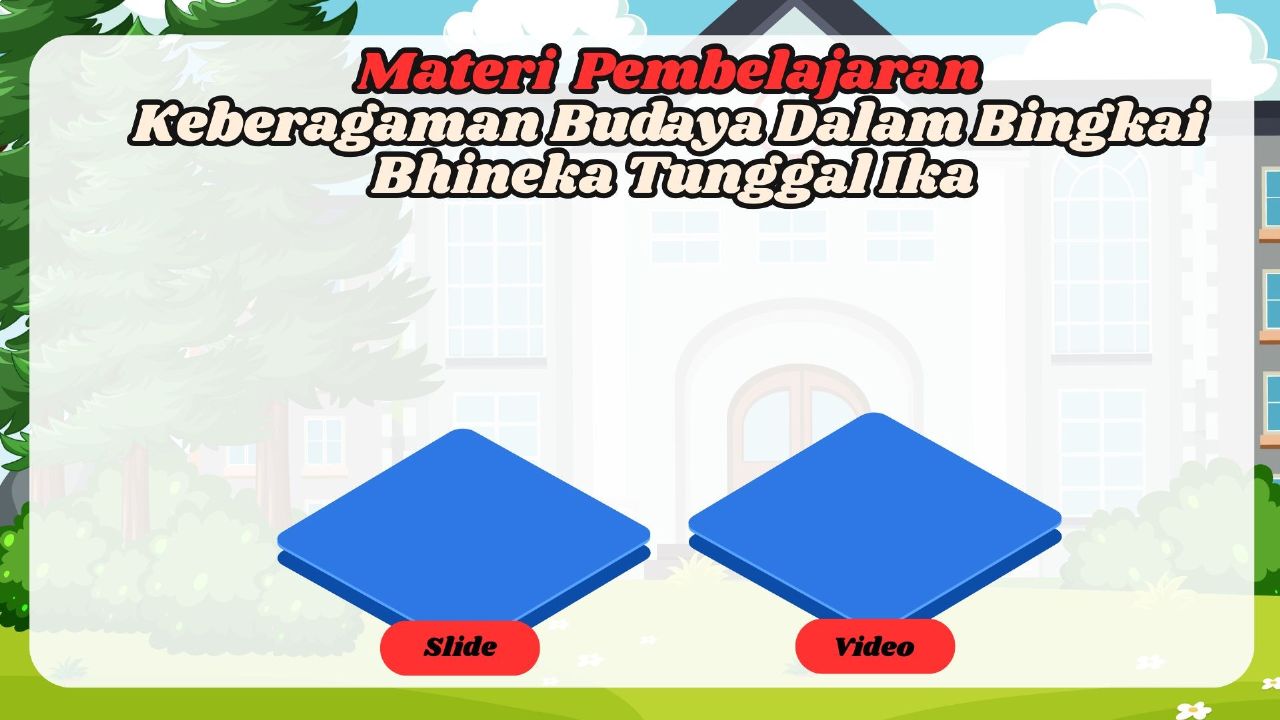 Materi Pembelajaran
Keberagaman Budaya Dalam Bingkai
Bhineka Tunggal Ika
Slide
Video